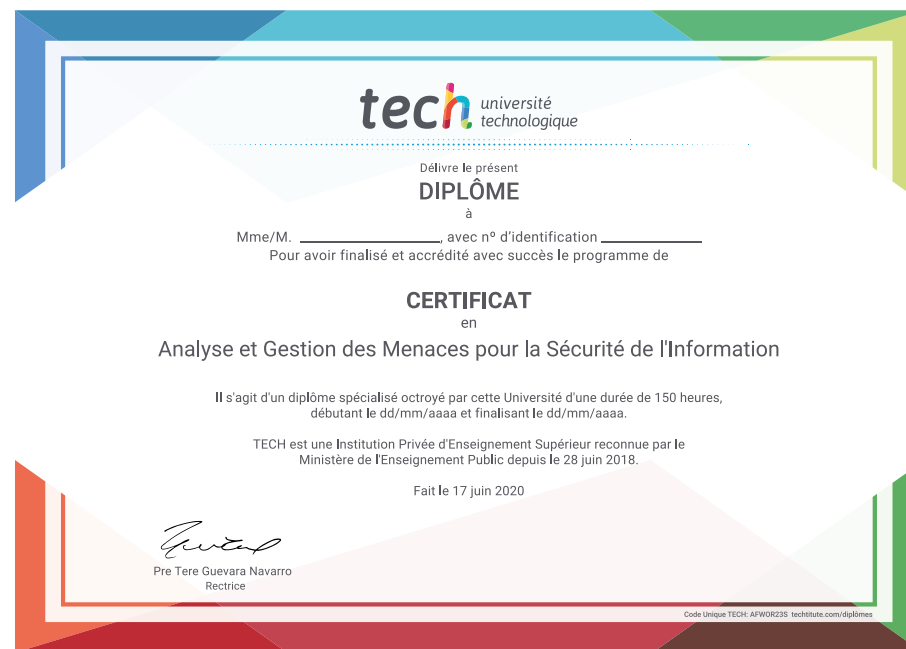 tech université
technologique
Délivre le présent
DIPLÔME
à
Mme/M. ____________________, avec nº d'identification ______________
Pour avoir finalisé et accrédité avec succès le programme de
CERTIFICAT
en
Analyse et Gestion des Menaces pour la Sécurité de l'Information
Il s'agit d'un diplôme spécialisé octroyé par cette Université d'une durée de 150 heures,
débutant le dd/mm/aaaa et finalisant le dd/mm/aaaa.
TECH est une Institution Privée d'Enseignement Supérieur reconnue par le
Ministère de l'Enseignement Public depuis le 28 juin 2018.
Fait le 17 juin 2020
Pre Tere Guevara Navarro
Rectrice
Code Unique TECH: AFWOR23S techtitute.com/diplômes